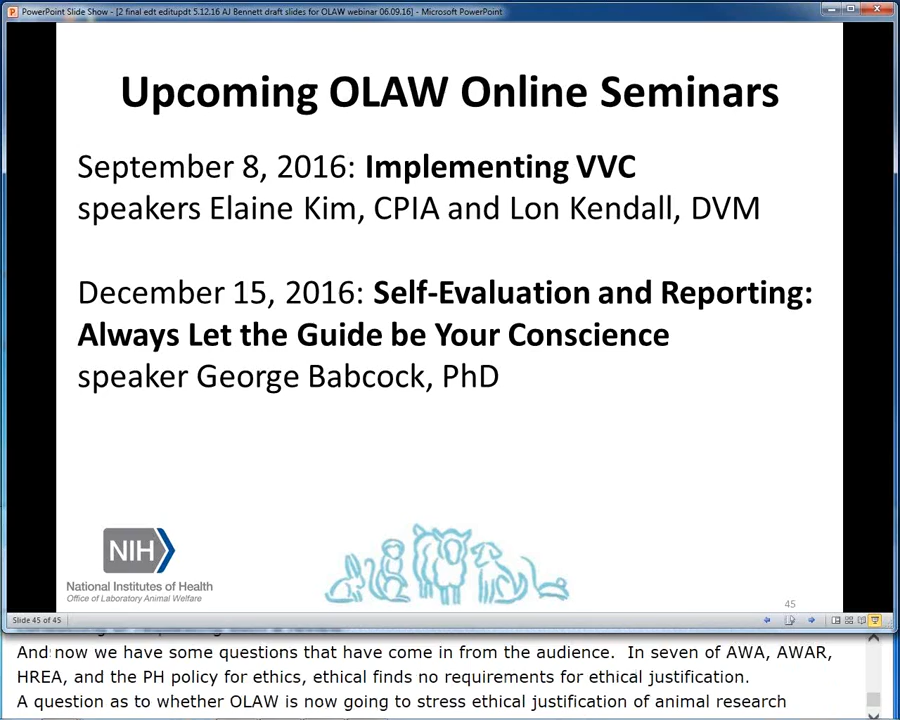 PowerPoint Slide Show - [2 final edt editupdt 5.12.16 AJ Bennett draft slides for OLAW webinar 06.09.16] - Microsoft PowerPoint
Upcoming OLAW Online Seminars
September 8, 2016: Implementing VVC
speakers Elaine Kim, CPIA and Lon Kendall, DVM
December 15, 2016: Self-Evaluation and Reporting:
Always Let the Guide be Your Conscience
speaker George Babcock, PhD
NIH
National Institutes of Health
Office of Laboratory Animal Welfare
45
Slide 45 of 45
And now we have some questions that have come in from the audience. In seven of AWA, AWAR,
HREA, and the PH policy for ethics, ethical finds no requirements for ethical justification.
A question as to whether OLAW is now going to stress ethical justification of animal research